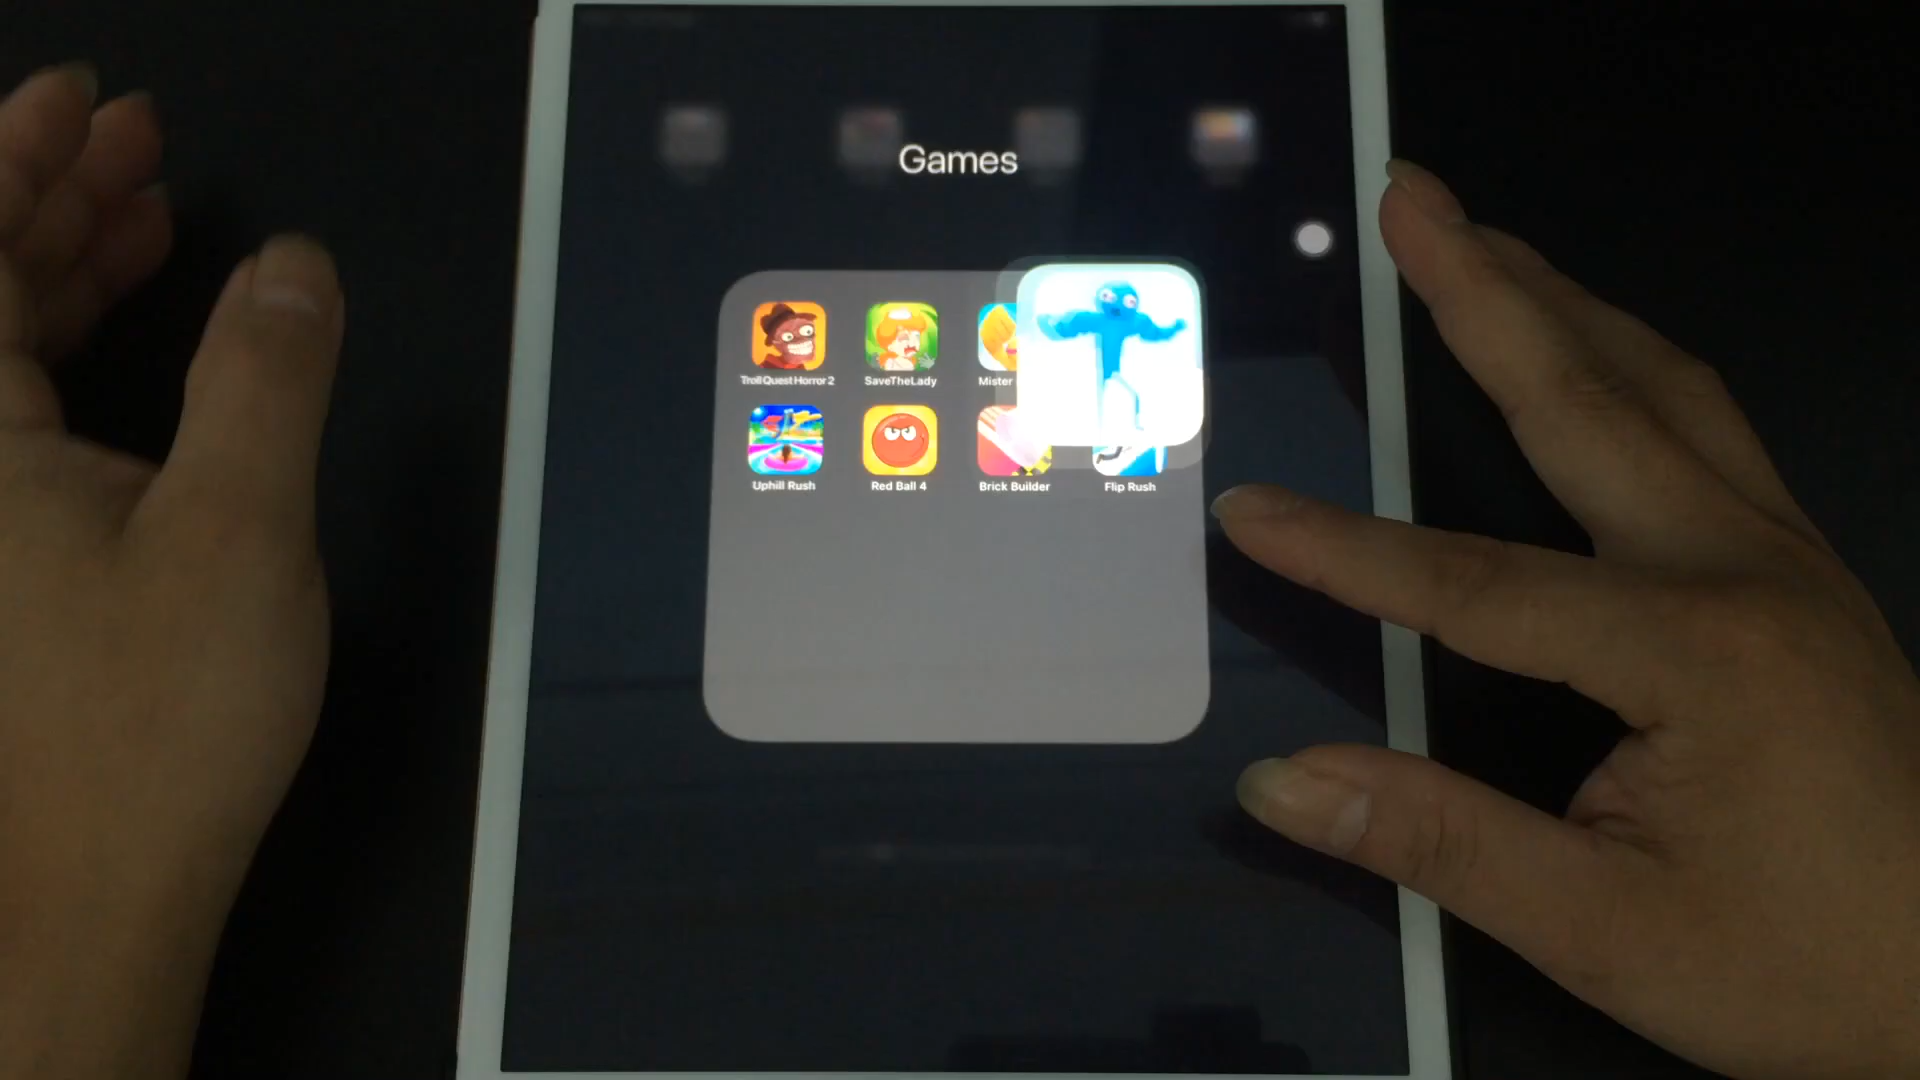 Games
Troll Quest Horror 2
SaveTheLady
Mister
Uphill Rush
Red Ball 4
Brick Builder
Flip Rush